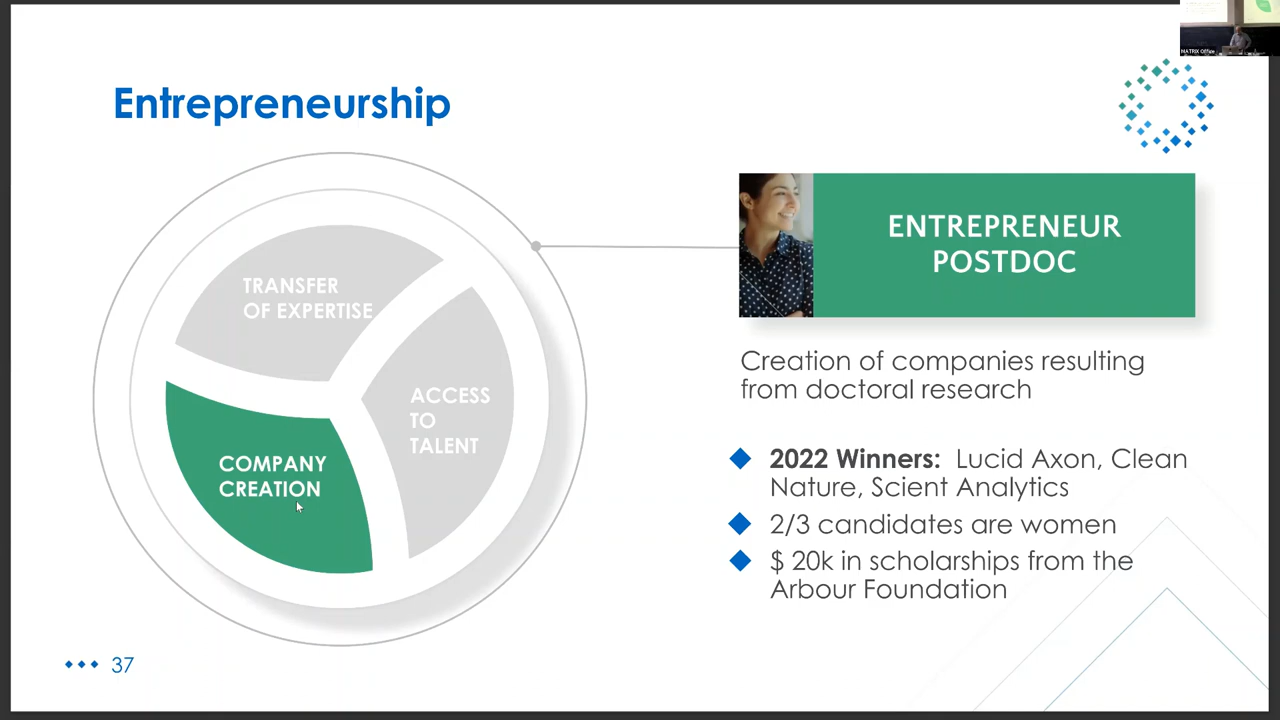 MATRIX Office
Entrepreneurship
TRANSFER
OF EXPERTISE
ACCESS
TO
TALENT
COMPANY
CREATION
ENTREPRENEUR
POSTDOC
Creation of companies resulting
from doctoral research
2022 Winners: Lucid Axon, Clean
Nature, Scient Analytics
2/3 candidates are women
$ 20k in scholarships from the
Arbour Foundation
37